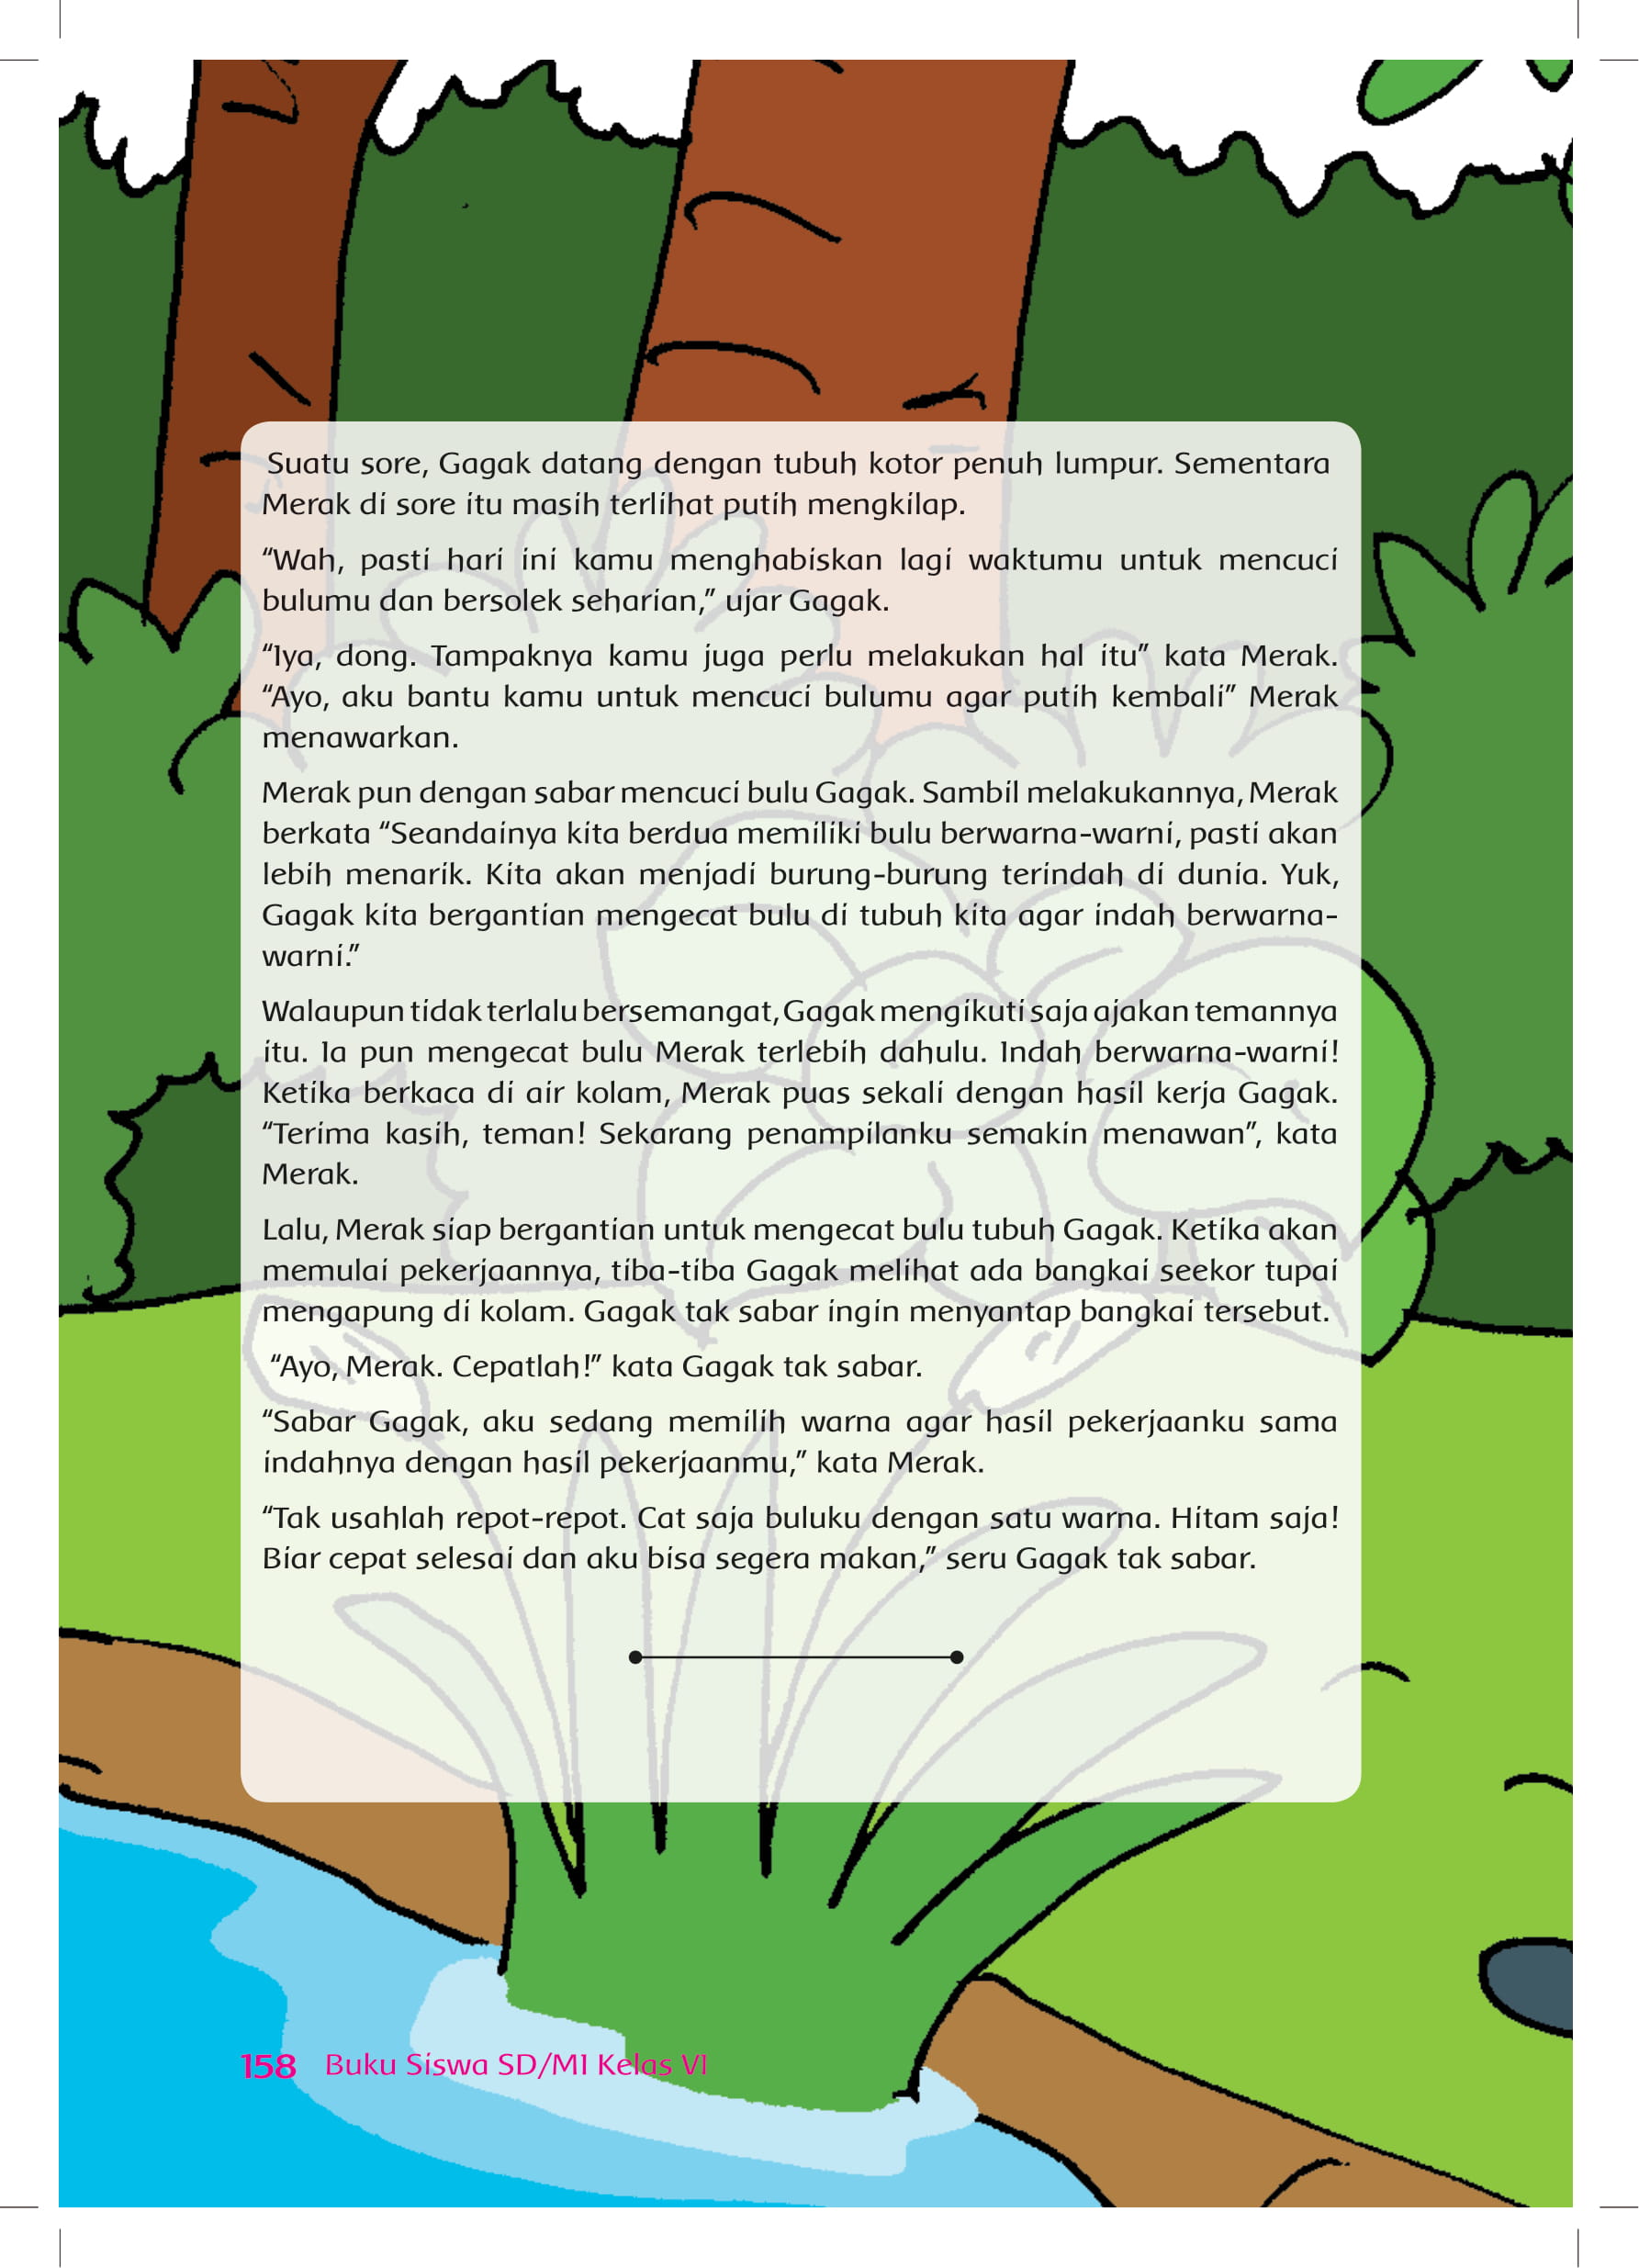 Suatu sore, Gagak datang dengan tubuh kotor penuh lumpur. Sementara
Merak di sore itu masih terlihat putih mengkilap.
“Wah, pasti hari ini kamu menghabiskan lagi waktumu untuk mencuci
bulumu dan bersolek seharian,” ujar Gagak.
“Iya, dong. Tampaknya kamu juga perlu melakukan hal itu” kata Merak.
“Ayo, aku bantu kamu untuk mencuci bulumu agar putih kembali” Merak
menawarkan.
Merak pun dengan sabar mencuci bulu Gagak. Sambil melakukannya, Merak
berkata “Seandainya kita berdua memiliki bulu berwarna-warni, pasti akan
lebih menarik. Kita akan menjadi burung-burung terindah di dunia. Yuk,
Gagak kita bergantian mengecat bulu di tubuh kita agar indah berwarna-
warni.”
Walaupun tidak terlalu bersemangat, Gagak mengikuti saja ajakan temannya
itu. Ia pun mengecat bulu Merak terlebih dahulu. Indah berwarna-warni!
Ketika berkaca di air kolam, Merak puas sekali dengan hasil kerja Gagak.
“Terima kasih, teman! Sekarang penampilanku semakin menawan”, kata
Merak.
Lalu, Merak siap bergantian untuk mengecat bulu tubuh Gagak. Ketika akan
memulai pekerjaannya, tiba-tiba Gagak melihat ada bangkai seekor tupai
mengapung di kolam. Gagak tak sabar ingin menyantap bangkai tersebut.
“Ayo, Merak. Cepatlah!” kata Gagak tak sabar.
“Sabar Gagak, aku sedang memilih warna agar hasil pekerjaanku sama
indahnya dengan hasil pekerjaanmu,” kata Merak.
“Tak usahlah repot-repot. Cat saja buluku dengan satu warna. Hitam saja!
Biar cepat selesai dan aku bisa segera makan,” seru Gagak tak sabar.
158 Buku Siswa SD/MI Kelas VI